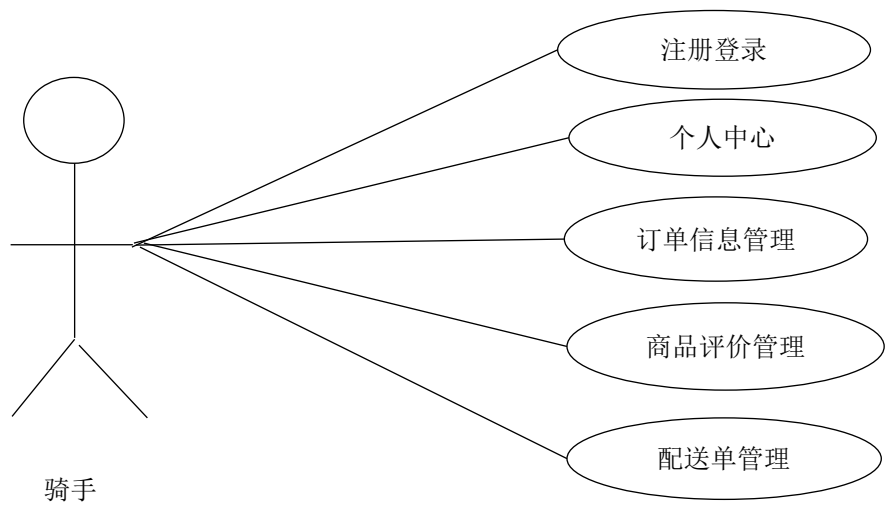 注册登录
个人中心
订单信息管理
商品评价管理
配送单管理
骑手